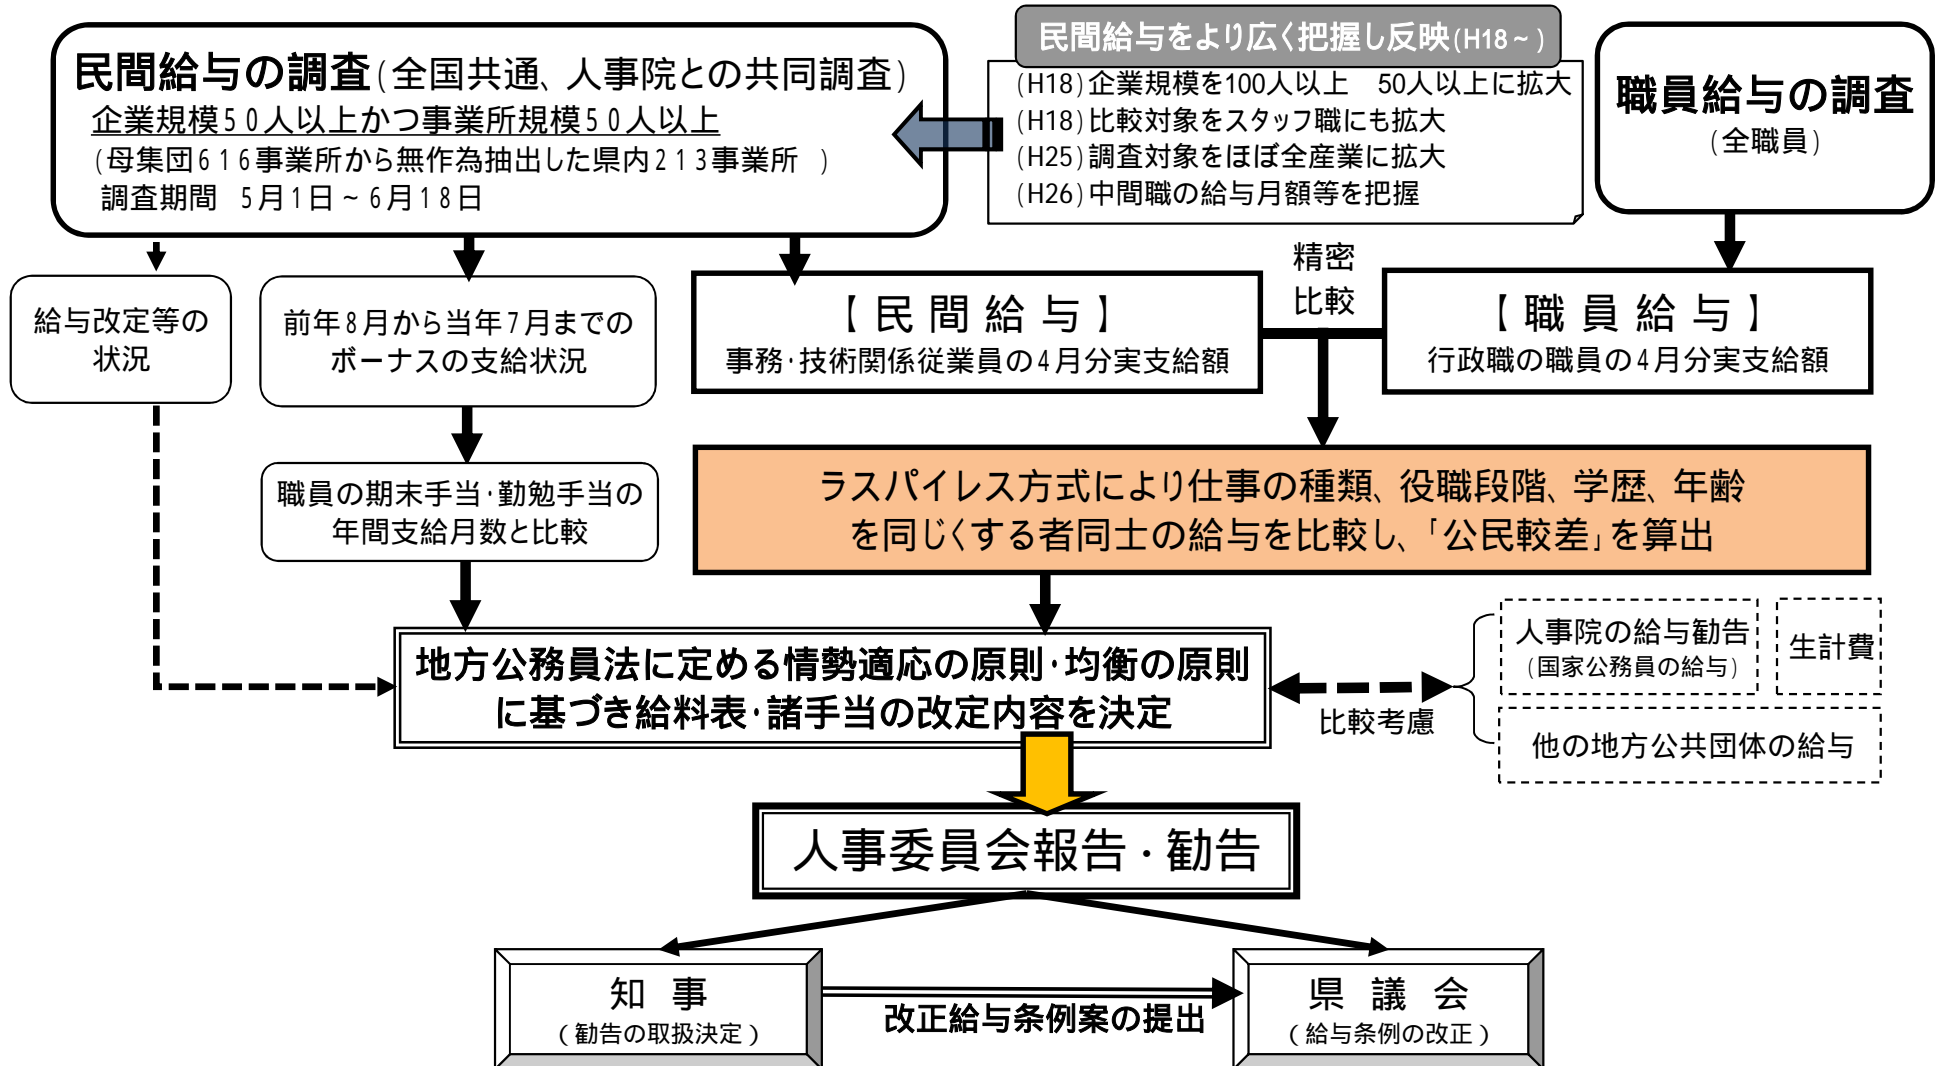 民間給与の調査(全国共通、人事院との共同調査)
企業規模50人以上かつ事業所規模50人以上
(母集団616事業所から無作為抽出した県内213事業所 )
調査期間 5月1日~6月18日
民間給与をより広く把握し反映(H18~)
(H18)企業規模を100人以上 50人以上に拡大
(H18)比較対象をスタッフ職にも拡大
(H25)調査対象をほぼ全産業に拡大
(H26)中間職の給与月額等を把握
職員給与の調査
(全職員)
給与改定等の
状況
前年8月から当年7月までの
ボーナスの支給状況
【民間給与】
事務・技術関係従業員の4月分実支給額
精密
比較
【職員給与】
行政職の職員の4月分実支給額
職員の期末手当・勤勉手当の
年間支給月数と比較
ラスパイレス方式により仕事の種類、役職段階、学歴、年齢
を同じくする者同士の給与を比較し、「公民較差」を算出
地方公務員法に定める情勢適応の原則・均衡の原則
に基づき給料表・諸手当の改定内容を決定
比較考慮
人事院の給与勧告
(国家公務員の給与)
生計費
他の地方公共団体の給与
人事委員会報告・勧告
知 事
(勧告の取扱決定)
改正給与条例案の提出
県 議 会
(給与条例の改正)